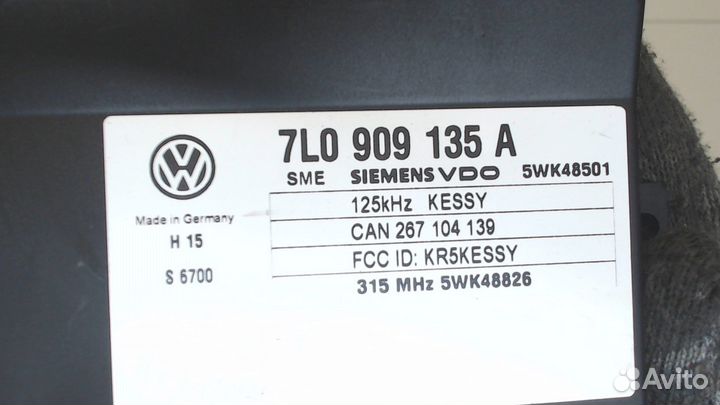 7L0 909 135 A
SME SIEMENS VDO 5WK48501
125kHz KESSY
CAN 267 104 139
FCC ID: KR5KESSY
315 MHz 5WK48826
VW
Made in Germany
H 15
S 6700
Avito